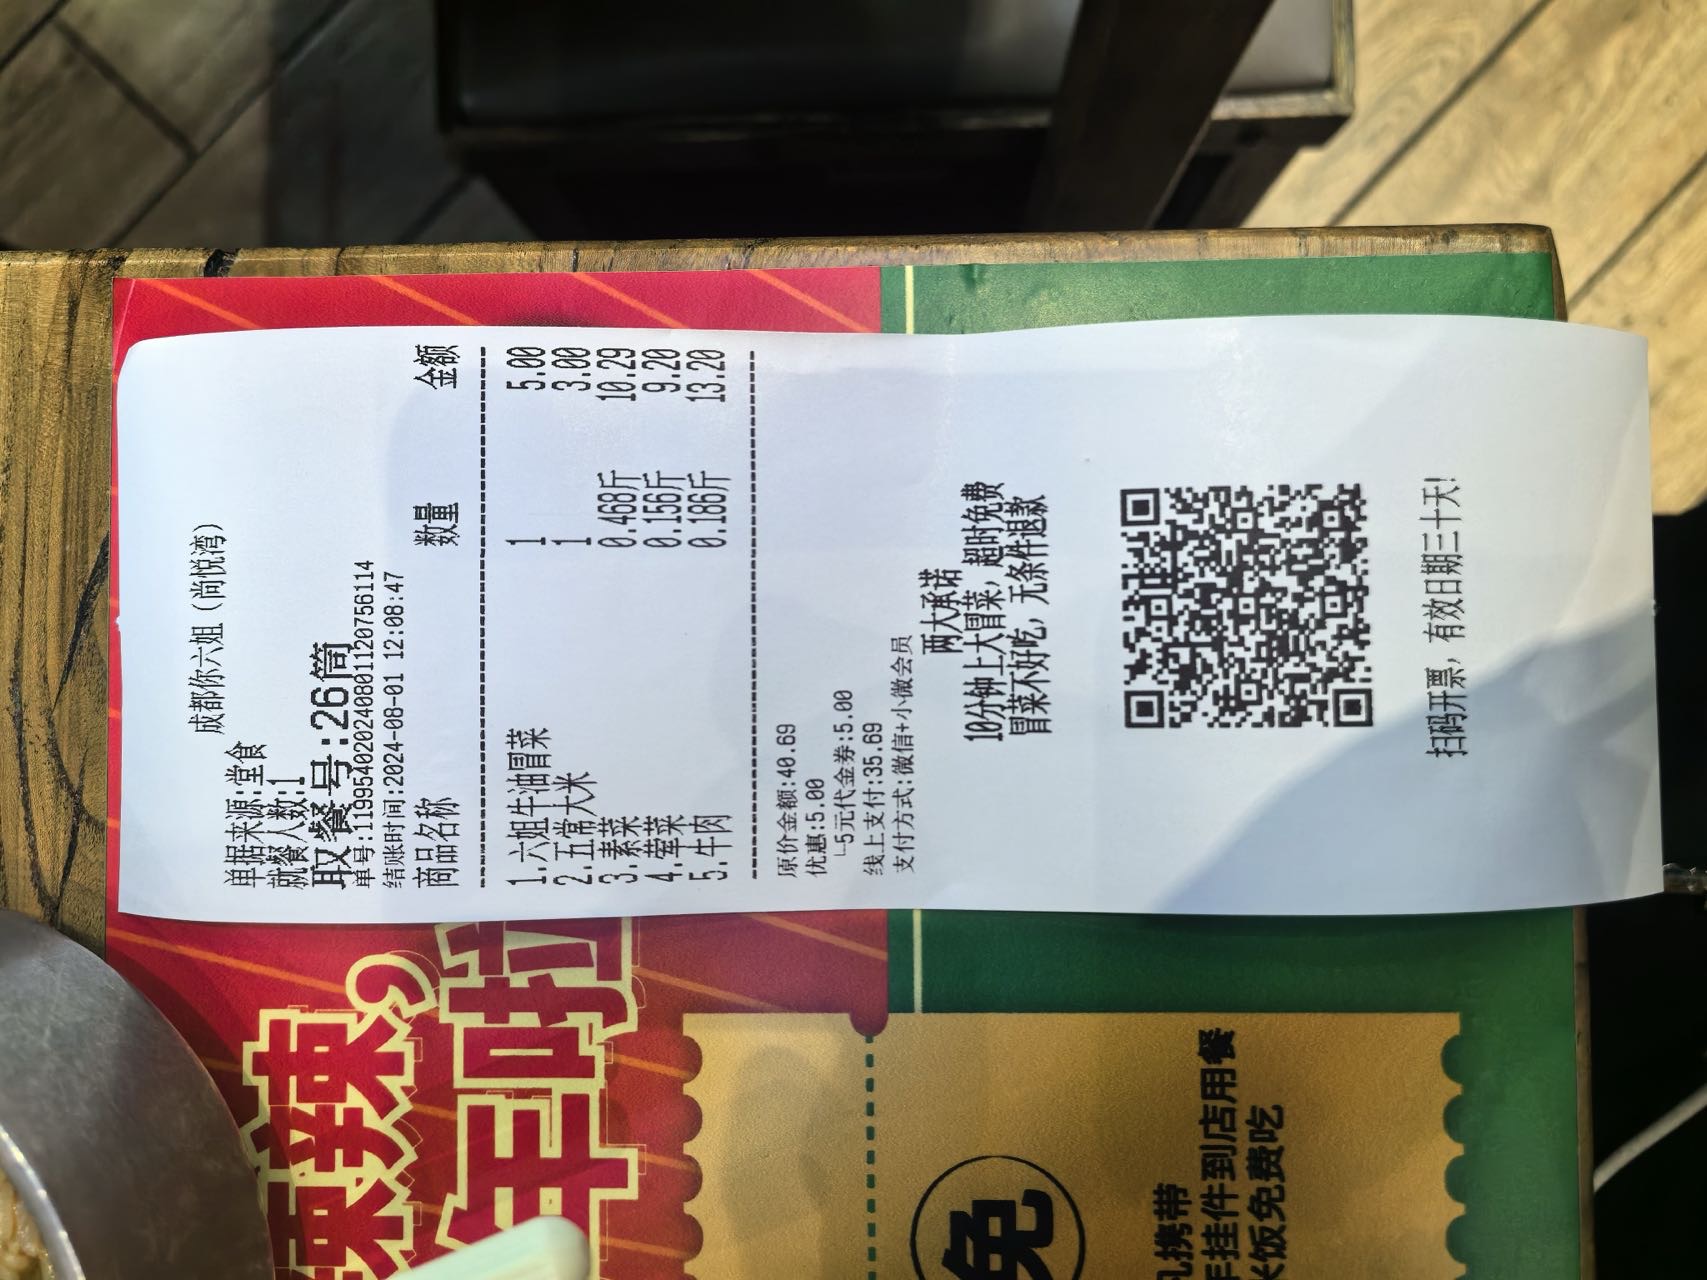 成都你六姐（尚悦湾）
单据来源:堂食
就餐人数:1
取餐号:26筒
单号:119954020240801120756114
结账时间:2024-08-01 12:08:47
商品名称 数量 金额
1.六姐牛油冒菜 1 5.00
2.五常大米 1 3.00
3.素菜 0.468斤 10.29
4.荤菜 0.156斤 9.20
5.牛肉 0.186斤 13.20
原价金额:40.69
优惠:5.00
└5元代金券:5.00
线上支付:35.69
支付方式:微信+小微会员
两大承诺
10分钟上大冒菜，超时免费
冒菜不好吃，无条件退款
扫码开票，有效日期三十天!
辣，
年啦
免
凡携带
年挂件到店用餐
米饭免费吃